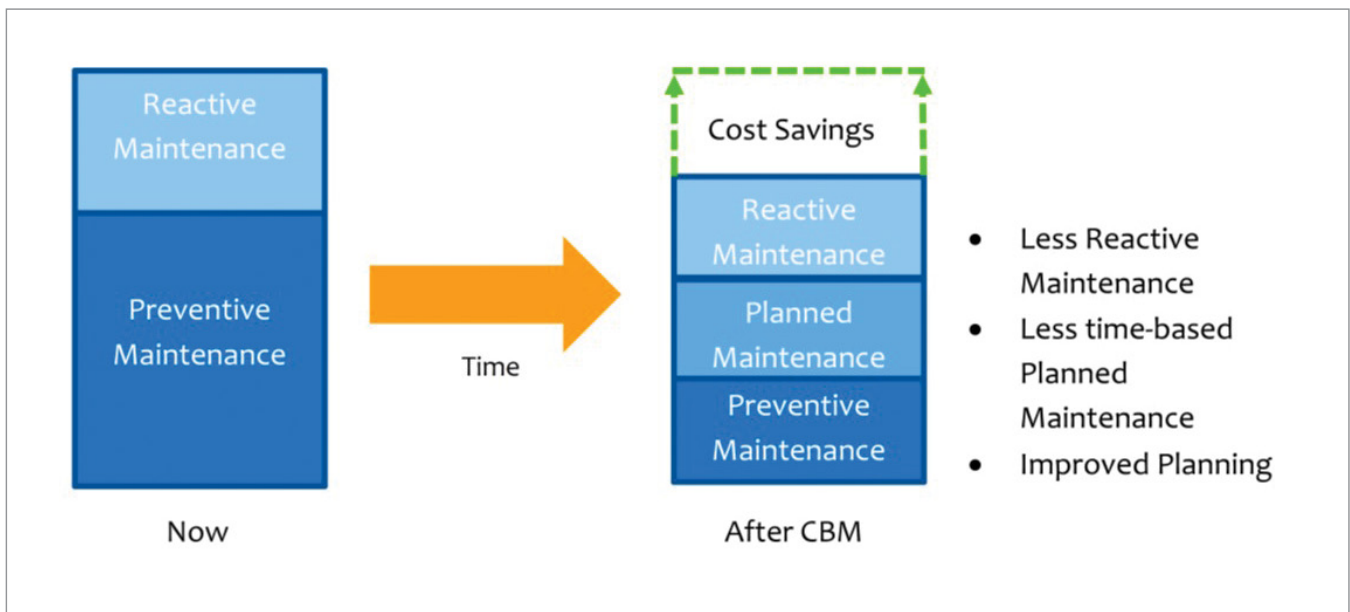 Reactive
Maintenance
Preventive
Maintenance
Now
Time
Cost Savings
Reactive
Maintenance
Planned
Maintenance
Preventive
Maintenance
After CBM
• Less Reactive
Maintenance
• Less time-based
Planned
Maintenance
• Improved Planning